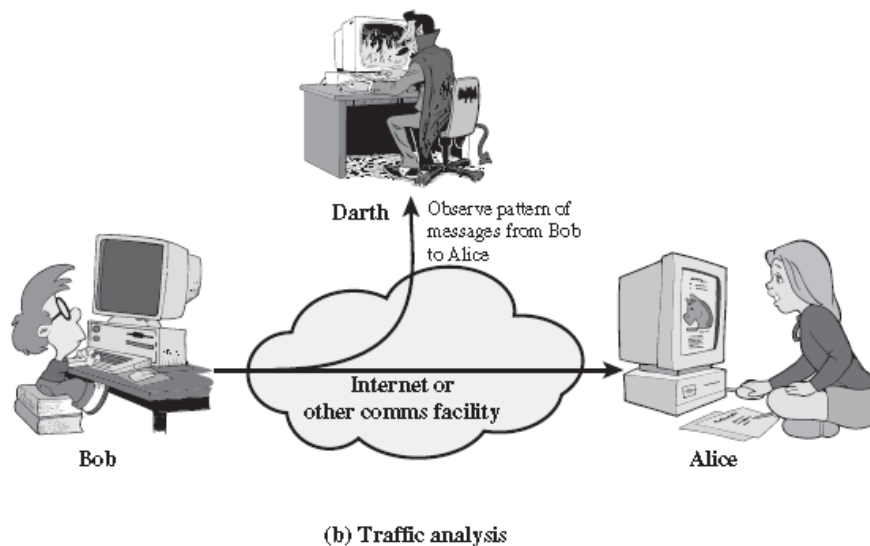 Darth
Observe pattern of
messages from Bob
to Alice
Internet or
other comms facility
Bob
Alice
(b) Traffic analysis